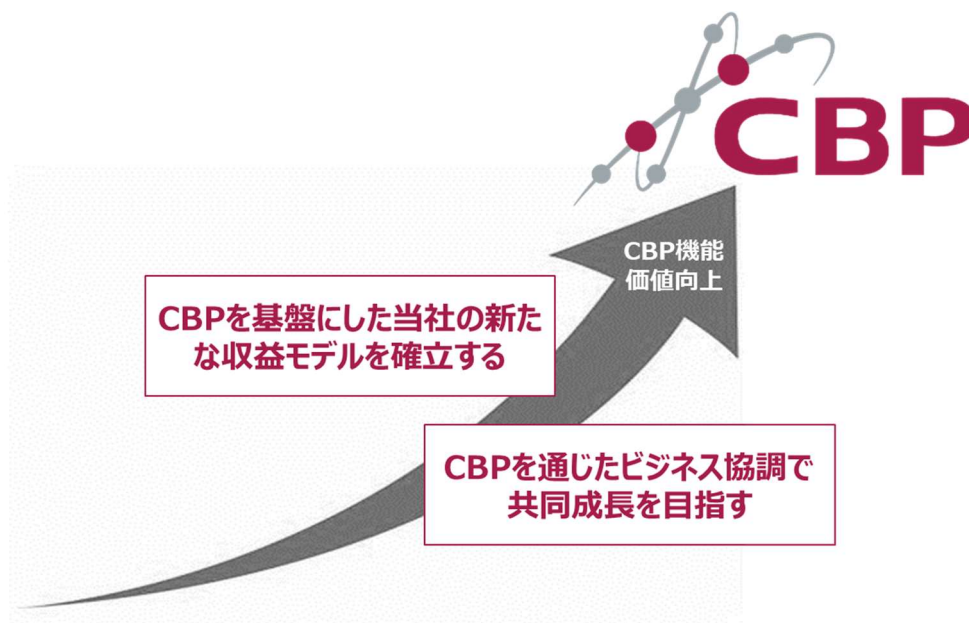 CBP
CBP機能
価値向上
CBPを基盤にした当社の新た
な収益モデルを確立する
CBPを通じたビジネス協調で
共同成長を目指す